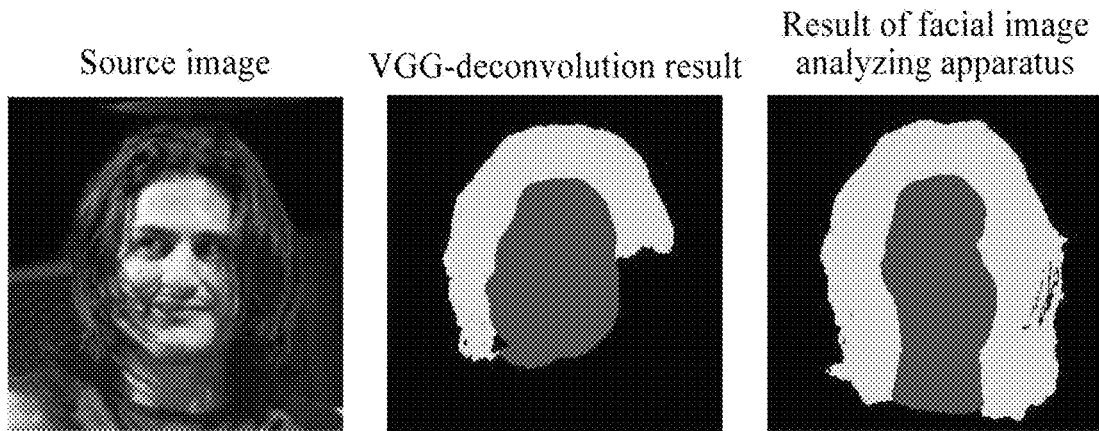 Source image
VGG-deconvolution result
Result of facial image
analyzing apparatus